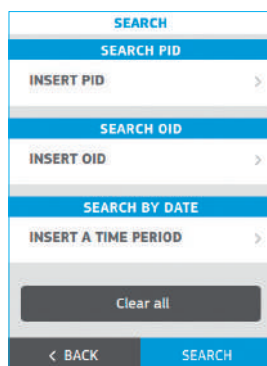 SEARCH
SEARCH PID
INSERT PID >
SEARCH OID
INSERT OID >
SEARCH BY DATE
INSERT A TIME PERIOD >
Clear all
< BACK SEARCH